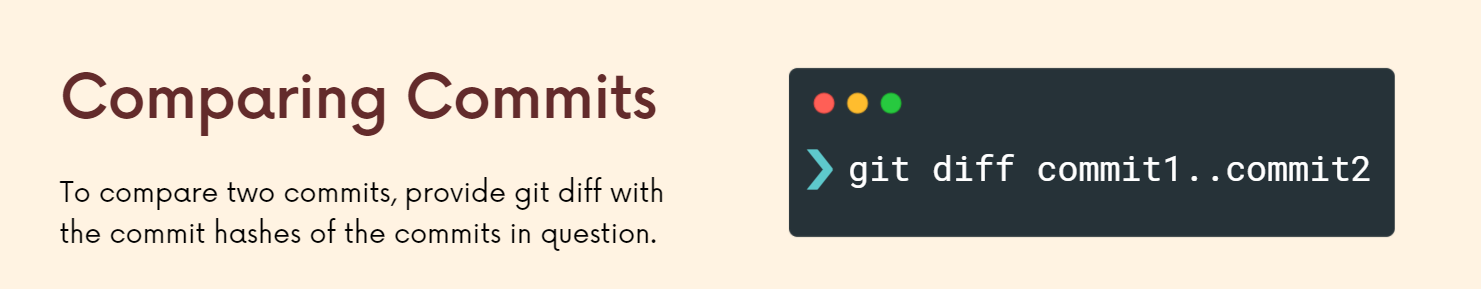 Comparing Commits
To compare two commits, provide git diff with
the commit hashes of the commits in question.
❯ git diff commit1..commit2